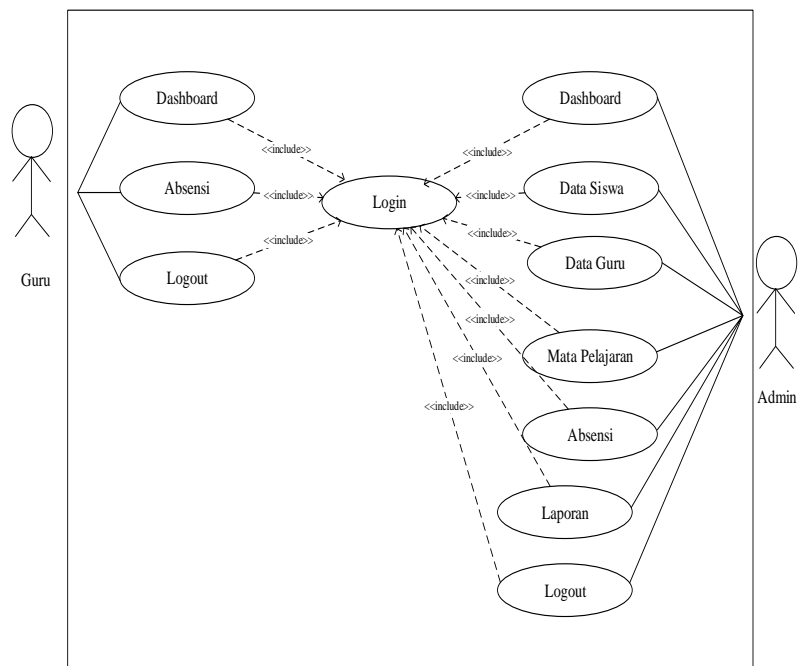 Dashboard
Dashboard
<<include>>
<<include>>
Absensi
<<include>>
Login
<<include>>
Data Siswa
<<include>>
<<include>>
Data Guru
Logout
Guru
<<include>>
<<include>>
Mata Pelajaran
<<include>>
Admin
<<include>>
Absensi
Laporan
Logout